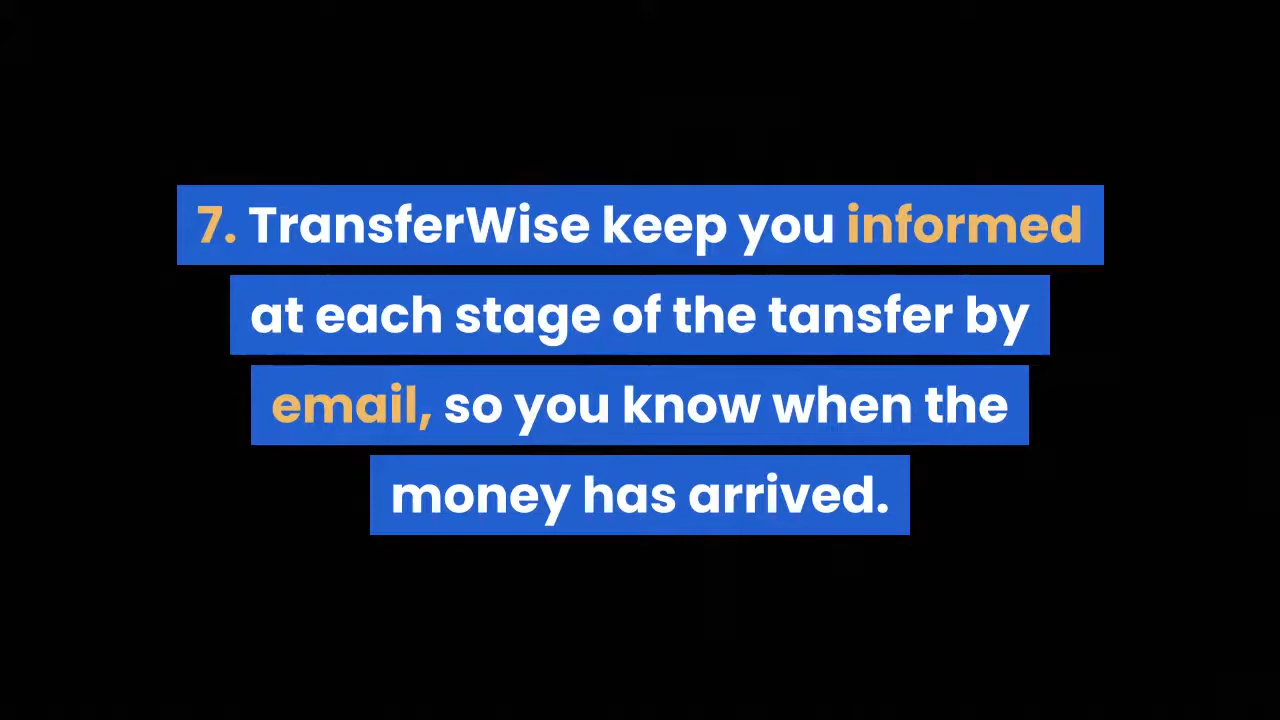 7. TransferWise keep you informed
at each stage of the tansfer by
email, so you know when the
money has arrived.